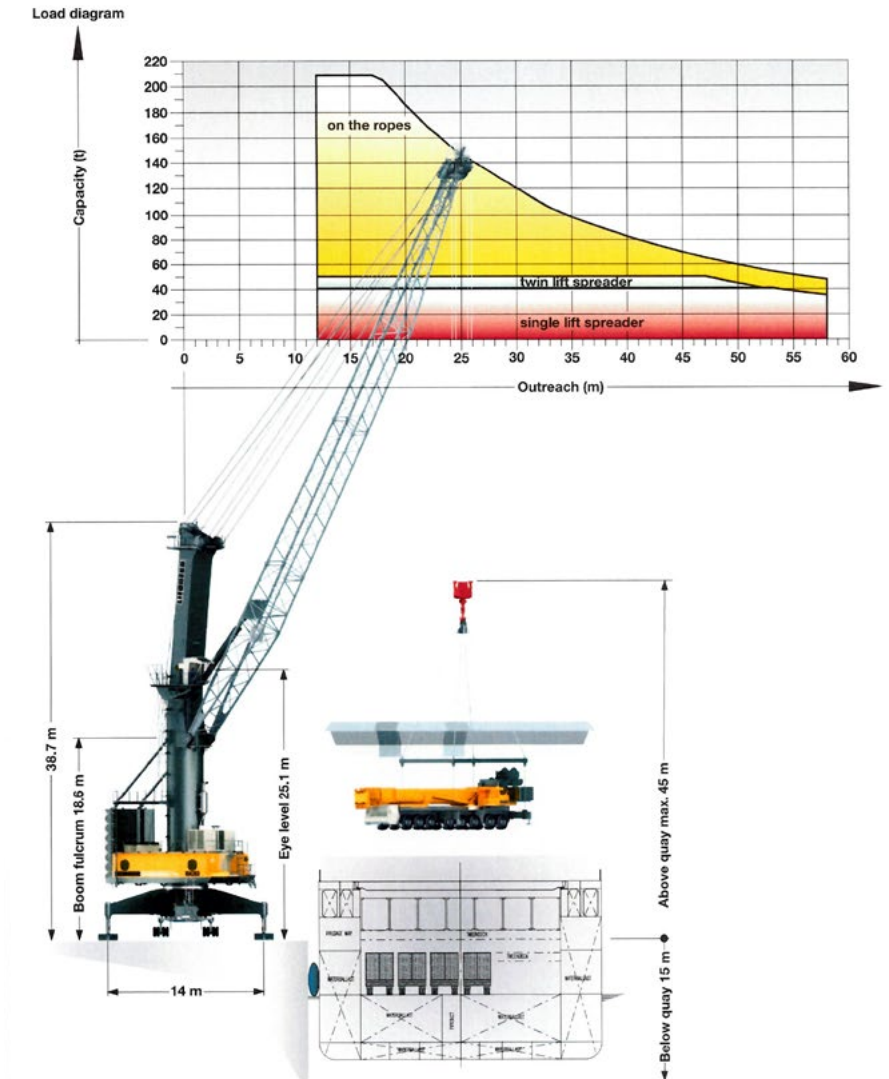 Load diagram
Capacity (t)
220
200
180
160
140
120
100
80
60
40
20
0
on the ropes
twin lift spreader
single lift spreader
0 5 10 15 20 25 30 35 40 45 50 55 60
Outreach (m)
LIEBHERR
38.7 m
Boom fulcrum 18.6 m
Eye level 25.1 m
14 m
Above quay max. 45 m
Below quay 15 m